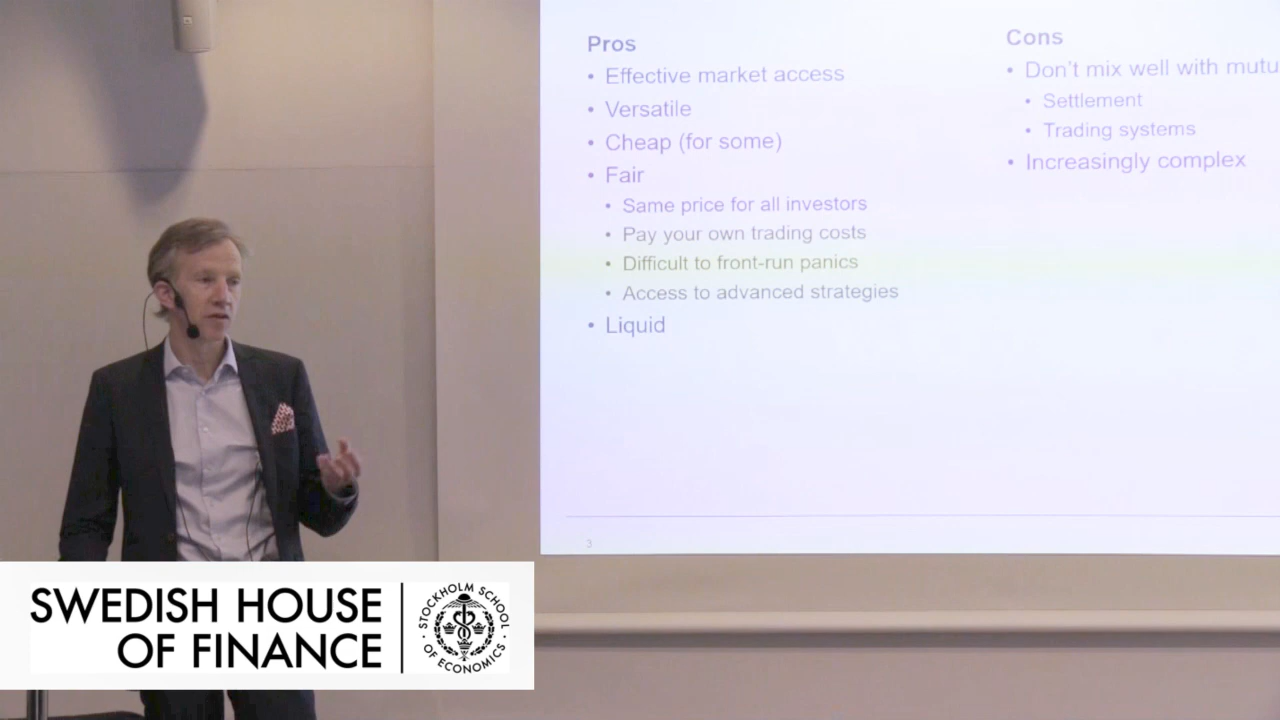 Pros
• Effective market access
• Versatile
• Cheap (for some)
• Fair
• Same price for all investors
• Pay your own trading costs
• Difficult to front-run panics
• Access to advanced strategies
• Liquid
Cons
• Don't mix well with mutu
• Settlement
• Trading systems
• Increasingly complex
3
SWEDISH HOUSE
OF FINANCE
STOCKHOLM SCHOOL
· OF ECONOMICS ·